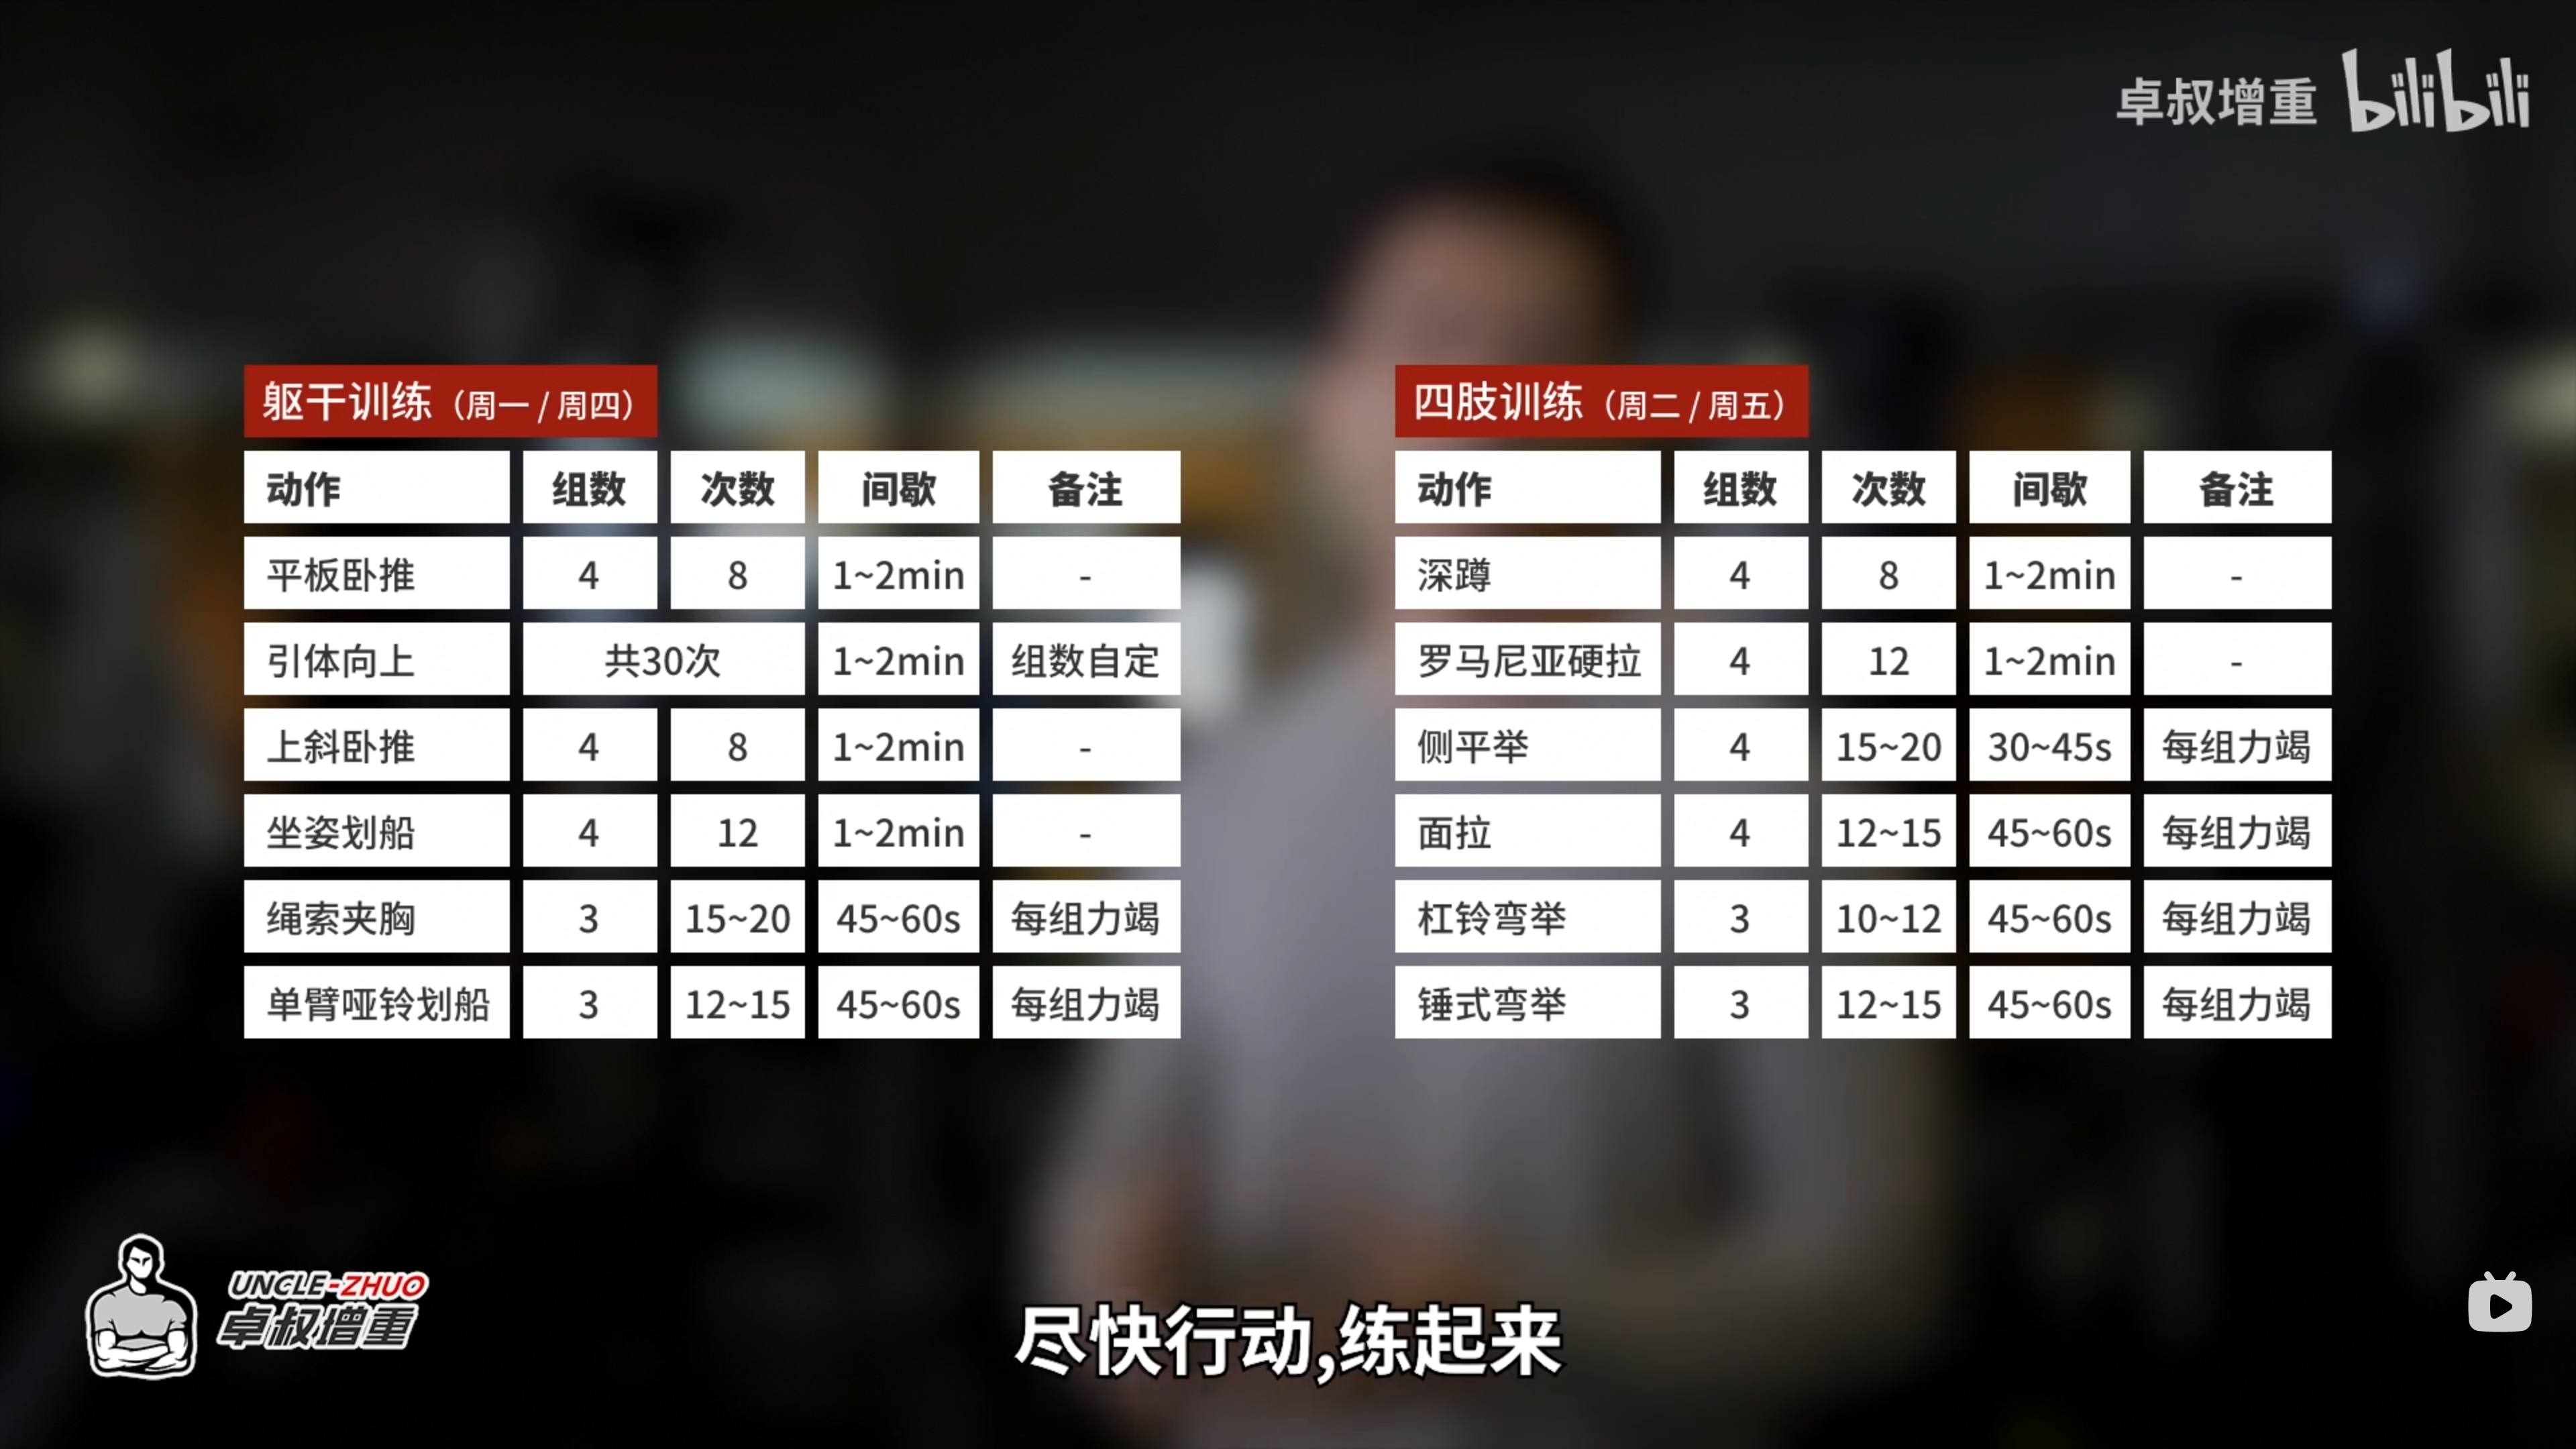 卓叔增重 bilibili
躯干训练（周一 / 周四）
动作 组数 次数 间歇 备注
平板卧推 4 8 1~2min -
引体向上 共30次 1~2min 组数自定
上斜卧推 4 8 1~2min -
坐姿划船 4 12 1~2min -
绳索夹胸 3 15~20 45~60s 每组力竭
单臂哑铃划船 3 12~15 45~60s 每组力竭
四肢训练（周二 / 周五）
动作 组数 次数 间歇 备注
深蹲 4 8 1~2min -
罗马尼亚硬拉 4 12 1~2min -
侧平举 4 15~20 30~45s 每组力竭
面拉 4 12~15 45~60s 每组力竭
杠铃弯举 3 10~12 45~60s 每组力竭
锤式弯举 3 12~15 45~60s 每组力竭
UNCLE-ZHUO
卓叔增重
尽快行动,练起来